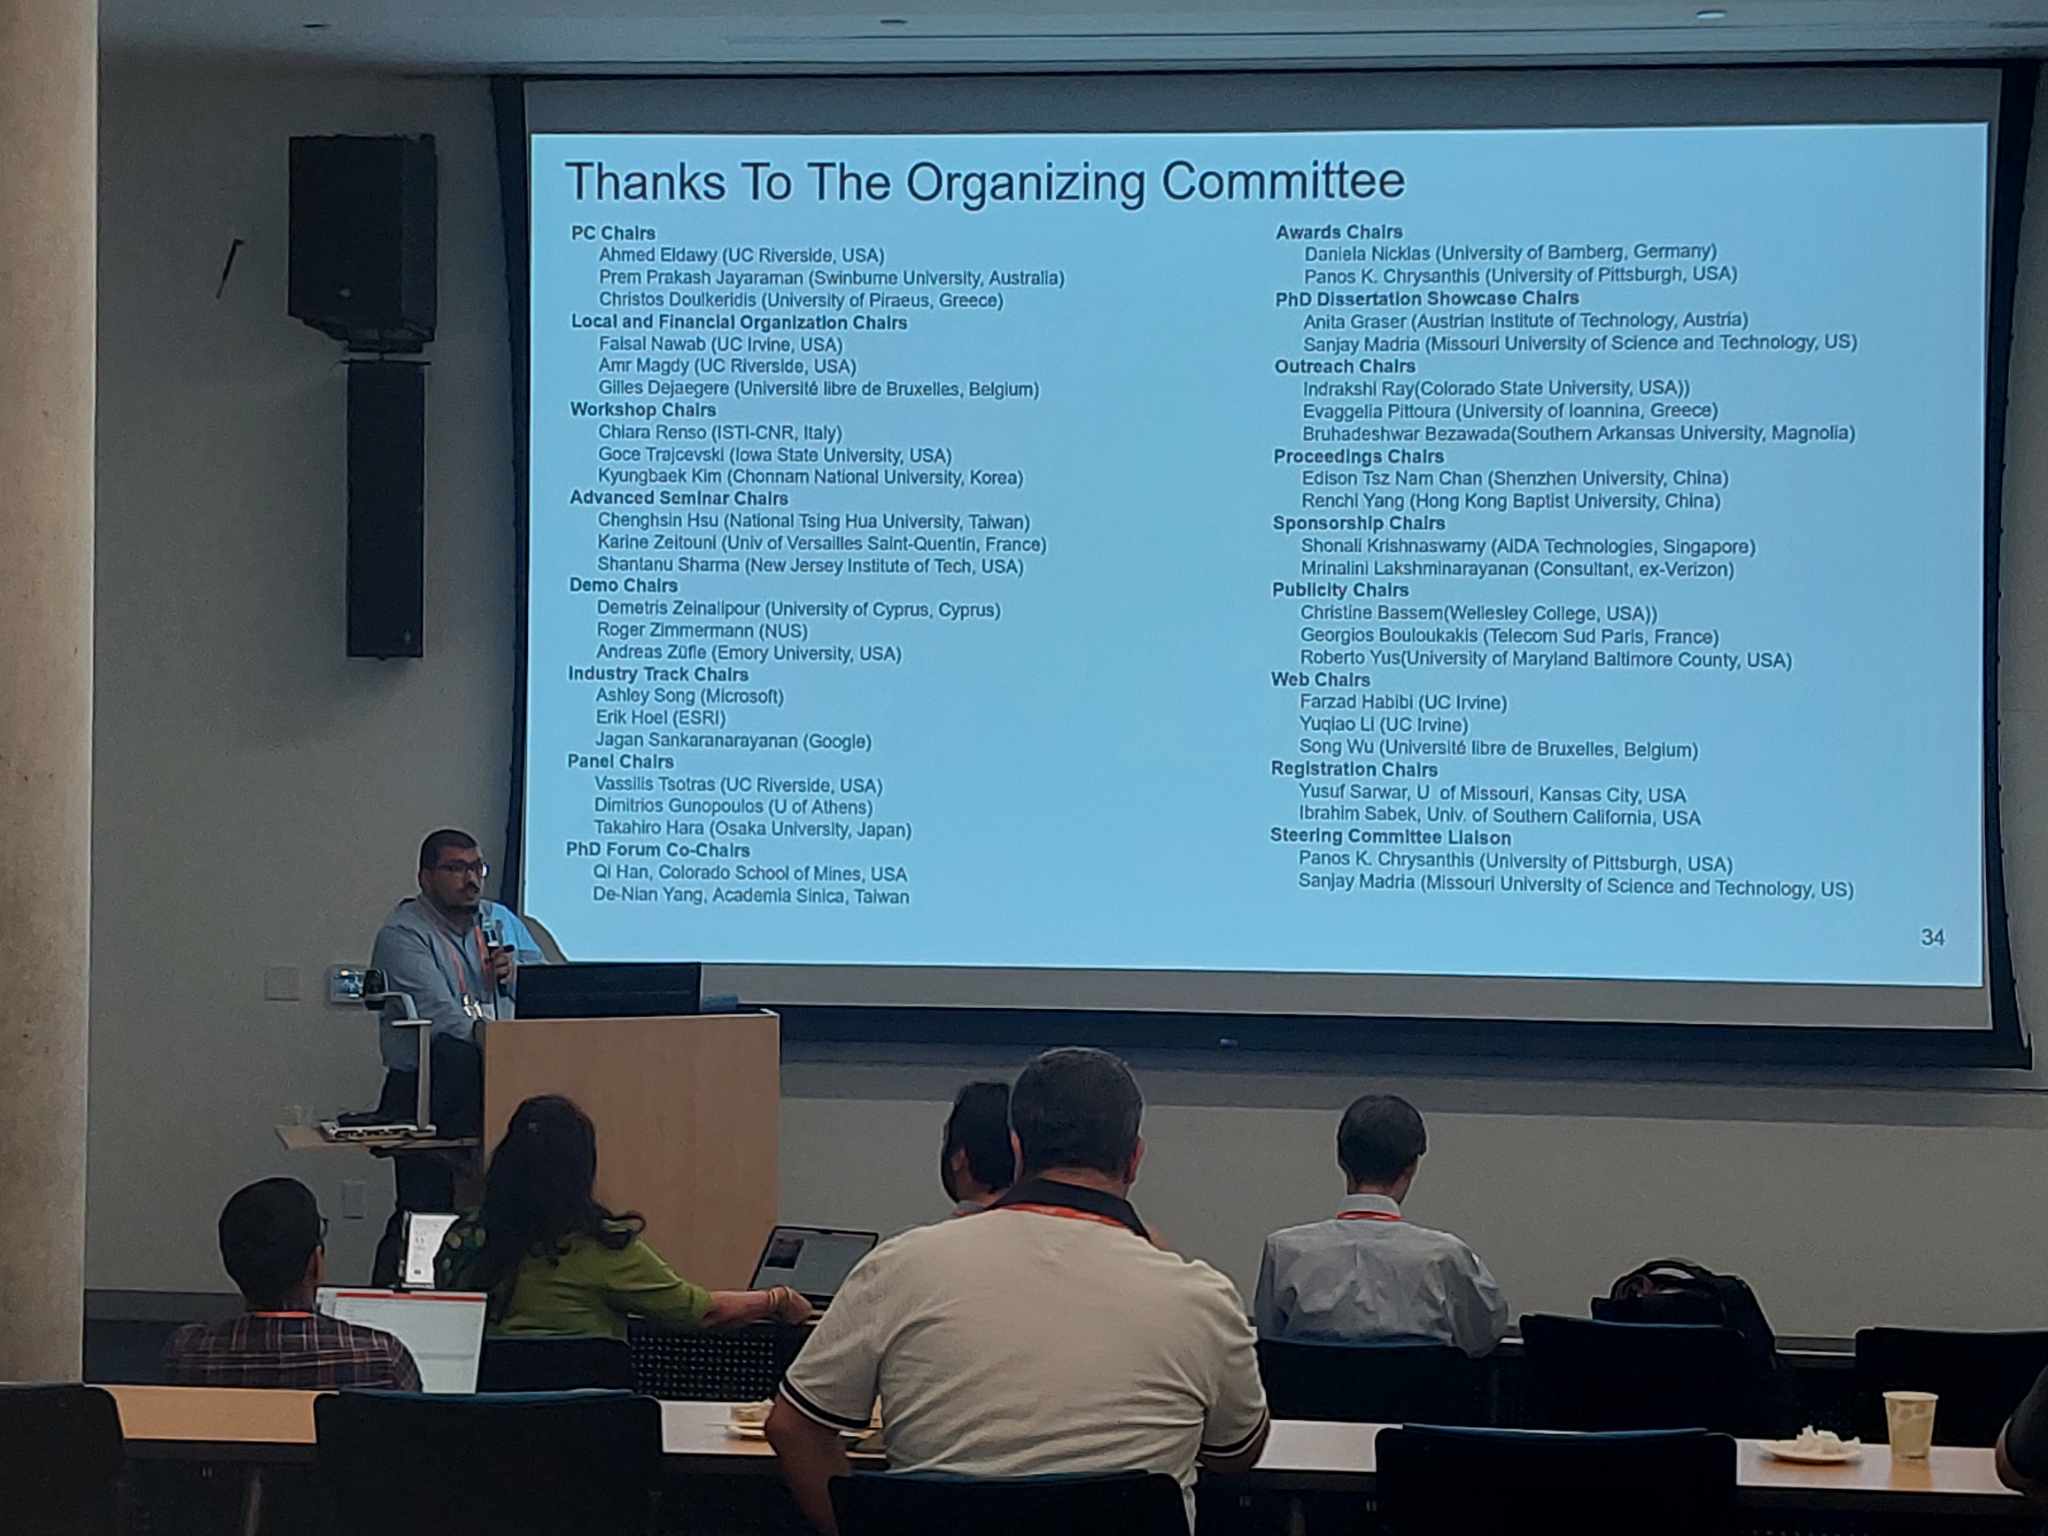 Thanks To The Organizing Committee
PC Chairs
Ahmed Eldawy (UC Riverside, USA)
Prem Prakash Jayaraman (Swinburne University, Australia)
Christos Doulkeridis (University of Piraeus, Greece)
Local and Financial Organization Chairs
Faisal Nawab (UC Irvine, USA)
Amr Magdy (UC Riverside, USA)
Gilles Dejaegere (Université libre de Bruxelles, Belgium)
Workshop Chairs
Chiara Renso (ISTI-CNR, Italy)
Goce Trajcevski (Iowa State University, USA)
Kyungbaek Kim (Chonnam National University, Korea)
Advanced Seminar Chairs
Chenghsin Hsu (National Tsing Hua University, Taiwan)
Karine Zeitouni (Univ of Versailles Saint-Quentin, France)
Shantanu Sharma (New Jersey Institute of Tech, USA)
Demo Chairs
Demetris Zeinalipour (University of Cyprus, Cyprus)
Roger Zimmermann (NUS)
Andreas Züfle (Emory University, USA)
Industry Track Chairs
Ashley Song (Microsoft)
Erik Hoel (ESRI)
Jagan Sankaranarayanan (Google)
Panel Chairs
Vassilis Tsotras (UC Riverside, USA)
Dimitrios Gunopoulos (U of Athens)
Takahiro Hara (Osaka University, Japan)
PhD Forum Co-Chairs
Qi Han, Colorado School of Mines, USA
De-Nian Yang, Academia Sinica, Taiwan
Awards Chairs
Daniela Nicklas (University of Bamberg, Germany)
Panos K. Chrysanthis (University of Pittsburgh, USA)
PhD Dissertation Showcase Chairs
Anita Graser (Austrian Institute of Technology, Austria)
Sanjay Madria (Missouri University of Science and Technology, US)
Outreach Chairs
Indrakshi Ray(Colorado State University, USA))
Evaggelia Pitoura (University of Ioannina, Greece)
Bruhadeshwar Bezawada(Southern Arkansas University, Magnolia)
Proceedings Chairs
Edison Tsz Nam Chan (Shenzhen University, China)
Renchi Yang (Hong Kong Baptist University, China)
Sponsorship Chairs
Shonali Krishnaswamy (AIDA Technologies, Singapore)
Mrinalini Lakshminarayanan (Consultant, ex-Verizon)
Publicity Chairs
Christine Bassem(Wellesley College, USA))
Georgios Bouloukakis (Telecom Sud Paris, France)
Roberto Yus(University of Maryland Baltimore County, USA)
Web Chairs
Farzad Habibi (UC Irvine)
Yuqiao Li (UC Irvine)
Song Wu (Université libre de Bruxelles, Belgium)
Registration Chairs
Yusuf Sarwar, U of Missouri, Kansas City, USA
Ibrahim Sabek, Univ. of Southern California, USA
Steering Committee Liaison
Panos K. Chrysanthis (University of Pittsburgh, USA)
Sanjay Madria (Missouri University of Science and Technology, US)
34